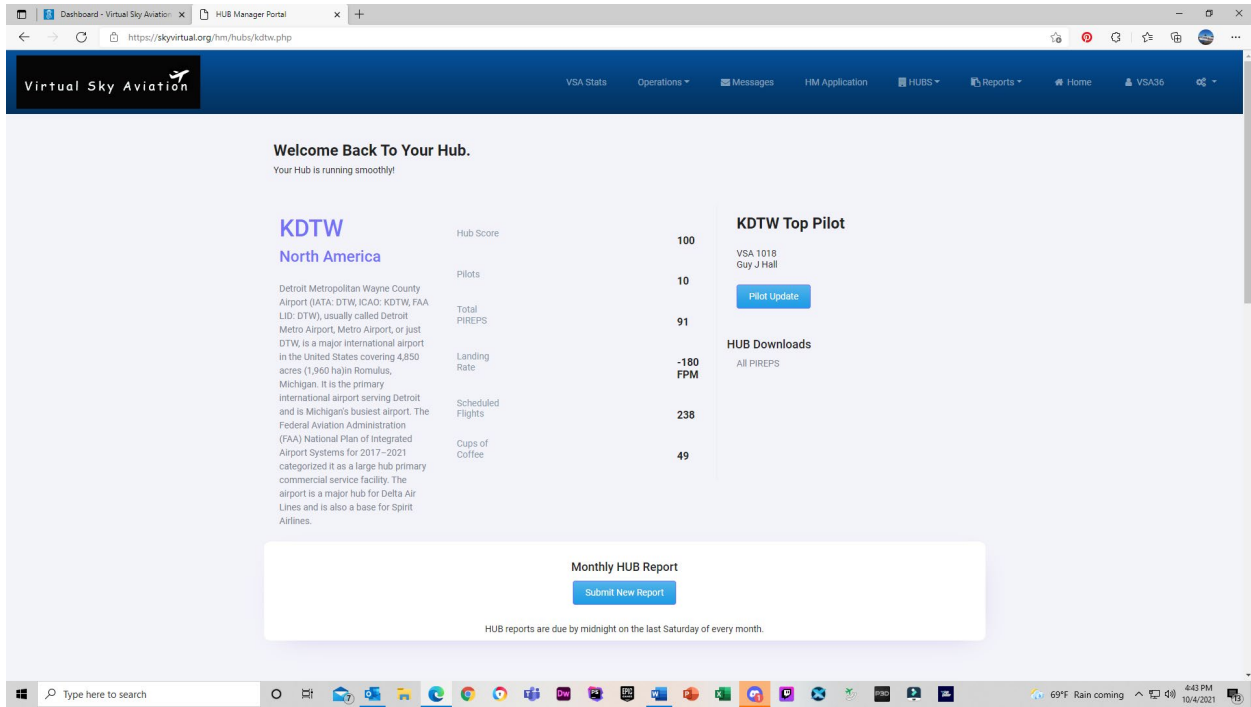 Dashboard - Virtual Sky Aviation
HUB Manager Portal
https://skyvirtual.org/hm/hubs/kdtw.php
Virtual Sky Aviation
VSA Stats
Operations
Messages
HM Application
HUBS
Reports
Home
VSA36
Welcome Back To Your Hub.
Your Hub is running smoothly!
KDTW
North America
Detroit Metropolitan Wayne County
Airport (IATA: DTW, ICAO: KDTW, FAA
LID: DTW), usually called Detroit
Metro Airport, Metro Airport, or just
DTW, is a major international airport
in the United States covering 4,850
acres (1,960 ha)in Romulus,
Michigan. It is the primary
international airport serving Detroit
and is Michigan's busiest airport. The
Federal Aviation Administration
(FAA) National Plan of Integrated
Airport Systems for 2017–2021
categorized it as a large hub primary
commercial service facility. The
airport is a major hub for Delta Air
Lines and is also a base for Spirit
Airlines.
Hub Score
100
Pilots
10
Total
PIREPS
91
Landing
Rate
-180
FPM
Scheduled
Flights
238
Cups of
Coffee
49
KDTW Top Pilot
VSA 1018
Guy J Hall
Pilot Update
HUB Downloads
All PIREPS
Monthly HUB Report
Submit New Report
HUB reports are due by midnight on the last Saturday of every month.
Type here to search
7
Dw
EPIC
P3D
69°F Rain coming
4:43 PM
10/4/2021
13